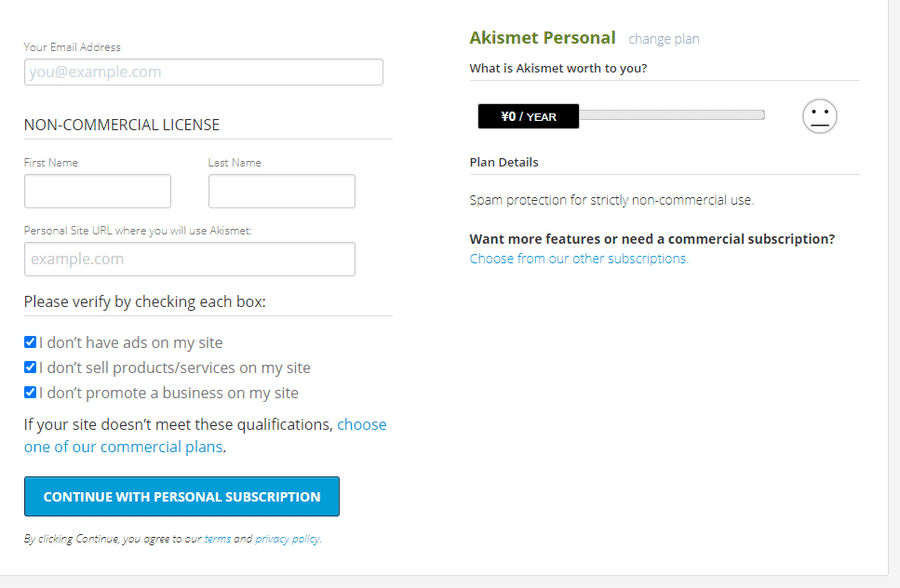 Your Email Address
you@example.com
NON-COMMERCIAL LICENSE
First Name
Last Name
Personal Site URL where you will use Akismet:
example.com
Please verify by checking each box:
I don't have ads on my site
I don't sell products/services on my site
I don't promote a business on my site
If your site doesn't meet these qualifications, choose
one of our commercial plans.
CONTINUE WITH PERSONAL SUBSCRIPTION
By clicking Continue, you agree to our terms and privacy policy.
Akismet Personal change plan
What is Akismet worth to you?
¥0 / YEAR
Plan Details
Spam protection for strictly non-commercial use.
Want more features or need a commercial subscription?
Choose from our other subscriptions.